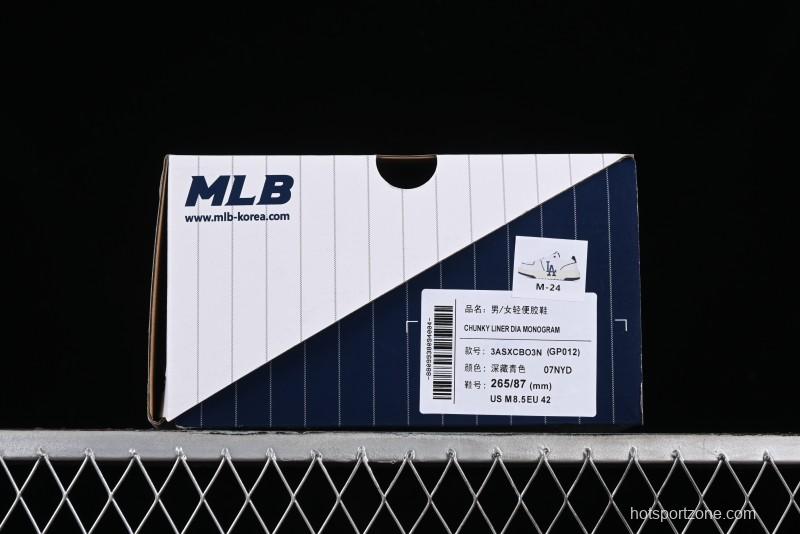 MLB
www.mlb-korea.com
LA
M-24
品名: 男/女轻便胶鞋
CHUNKY LINER DIA MONOGRAM
款号: 3ASXCBO3N (GP012)
颜色: 深藏青色 07NYD
鞋号: 265/87 (mm)
US M8.5EU 42
hotsportzone.com